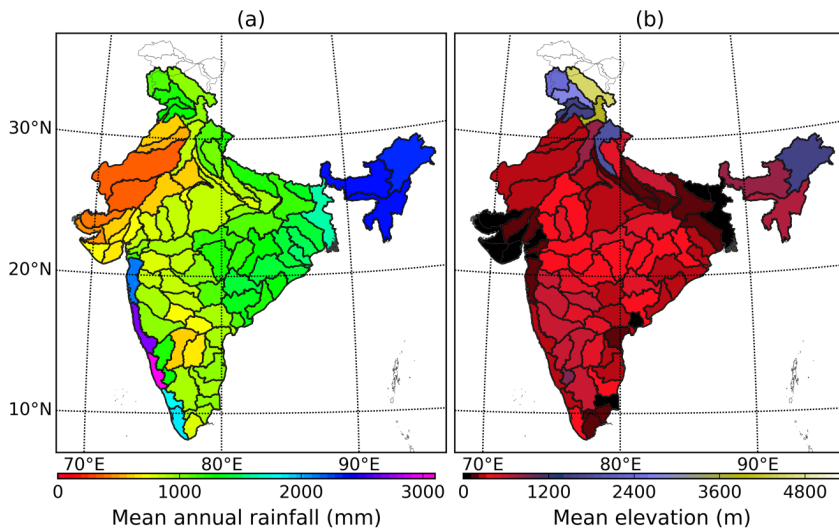 (a) (b)
30°N
20°N
10°N
70°E 80°E 90°E 70°E 80°E 90°E
0 1000 2000 3000 0 1200 2400 3600 4800
Mean annual rainfall (mm) Mean elevation (m)